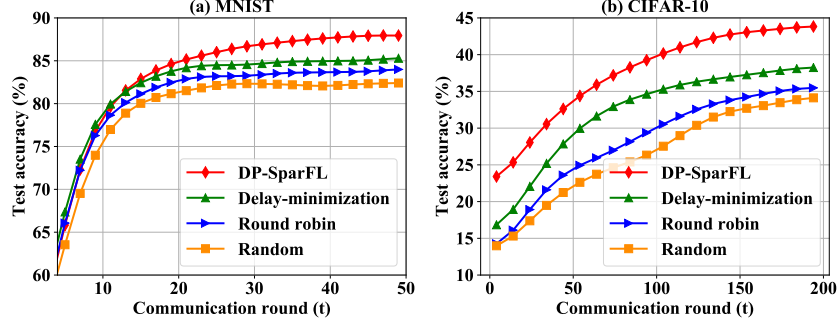 (a) MNIST
90
85
80
75
70
65
60
Test accuracy (%)
DP-SparFL
Delay-minimization
Round robin
Random
10
20
30
40
50
Communication round (t)
(b) CIFAR-10
45
40
35
30
25
20
15
10
Test accuracy (%)
DP-SparFL
Delay-minimization
Round robin
Random
0
50
100
150
200
Communication round (t)